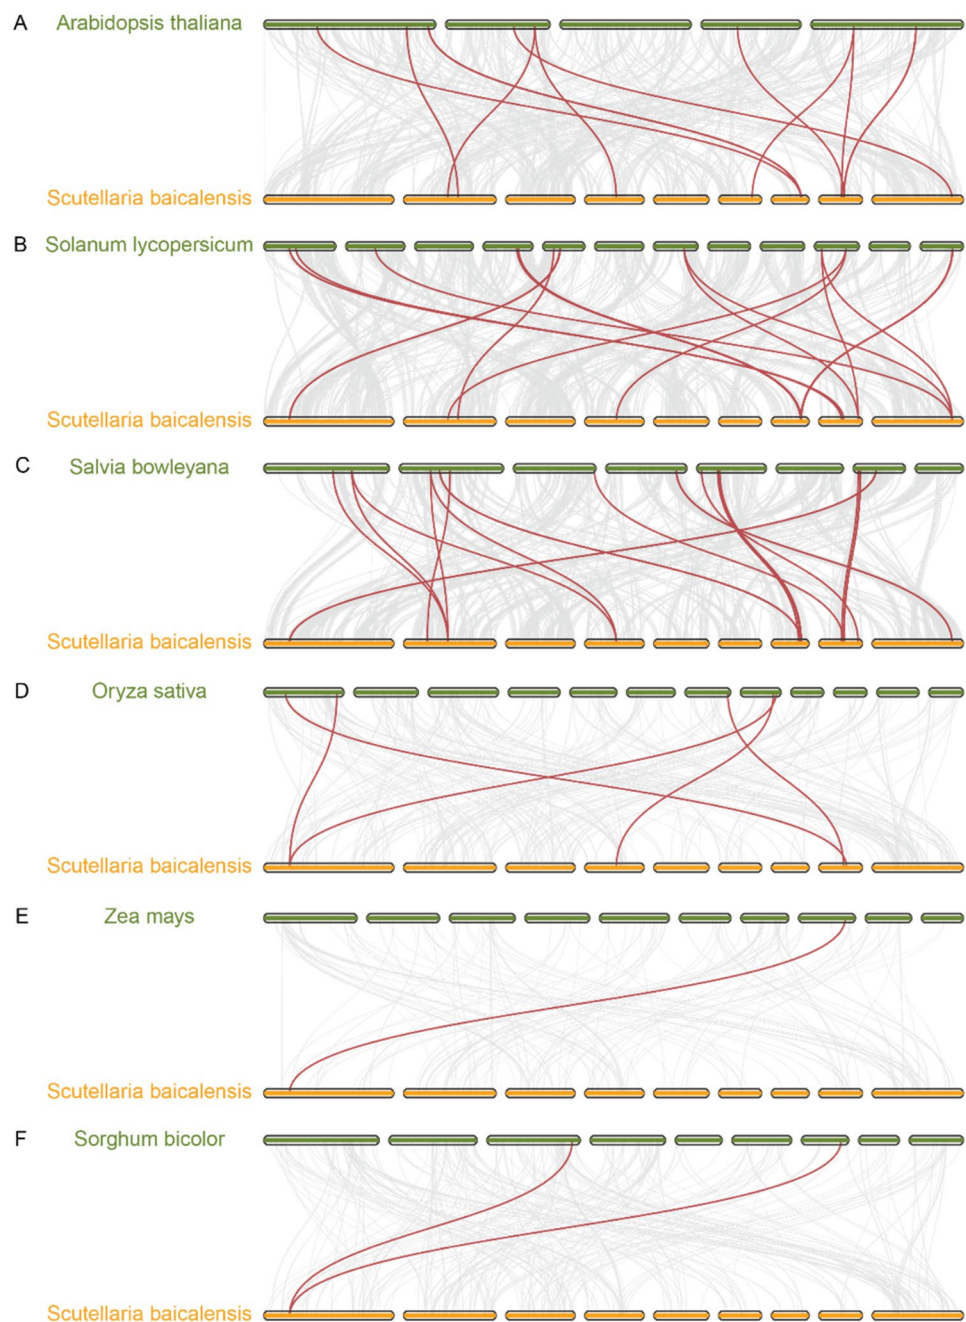 A Arabidopsis thaliana
Scutellaria baicalensis
B Solanum lycopersicum
Scutellaria baicalensis
C Salvia bowleyana
Scutellaria baicalensis
D Oryza sativa
Scutellaria baicalensis
E Zea mays
Scutellaria baicalensis
F Sorghum bicolor
Scutellaria baicalensis